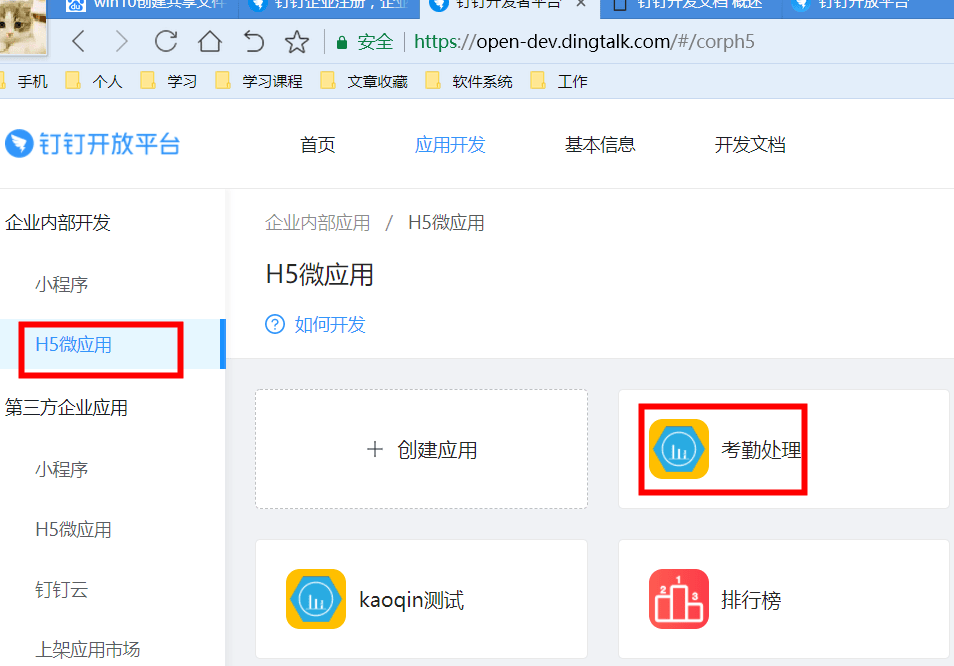 win10创建共享文件
钉钉企业注册，企业
钉钉开发者平台
钉钉开发文档 概述
钉钉开放平台
安全 https://open-dev.dingtalk.com/#/corph5
手机 个人 学习 学习课程 文章收藏 软件系统 工作
钉钉开放平台
首页 应用开发 基本信息 开发文档
企业内部开发
小程序
H5微应用
第三方企业应用
小程序
H5微应用
钉钉云
上架应用市场
企业内部应用 / H5微应用
H5微应用
? 如何开发
+ 创建应用
考勤处理
kaoqin测试
1 2 3
排行榜